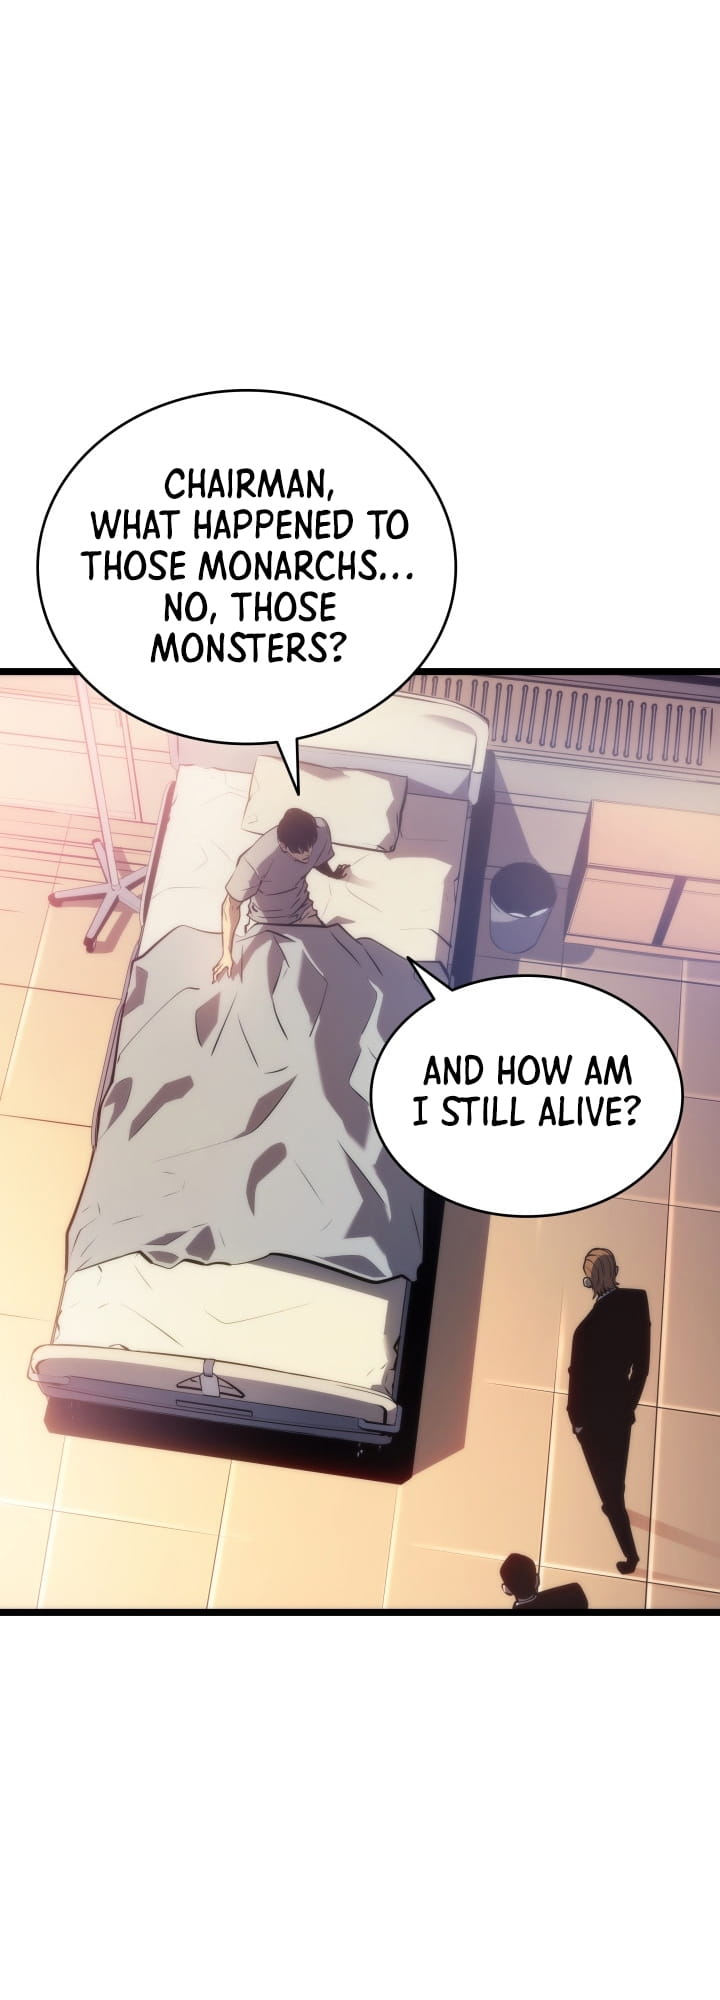 CHAIRMAN,
WHAT HAPPENED TO
THOSE MONARCHS...
NO, THOSE
MONSTERS?
AND HOW AM
I STILL ALIVE?